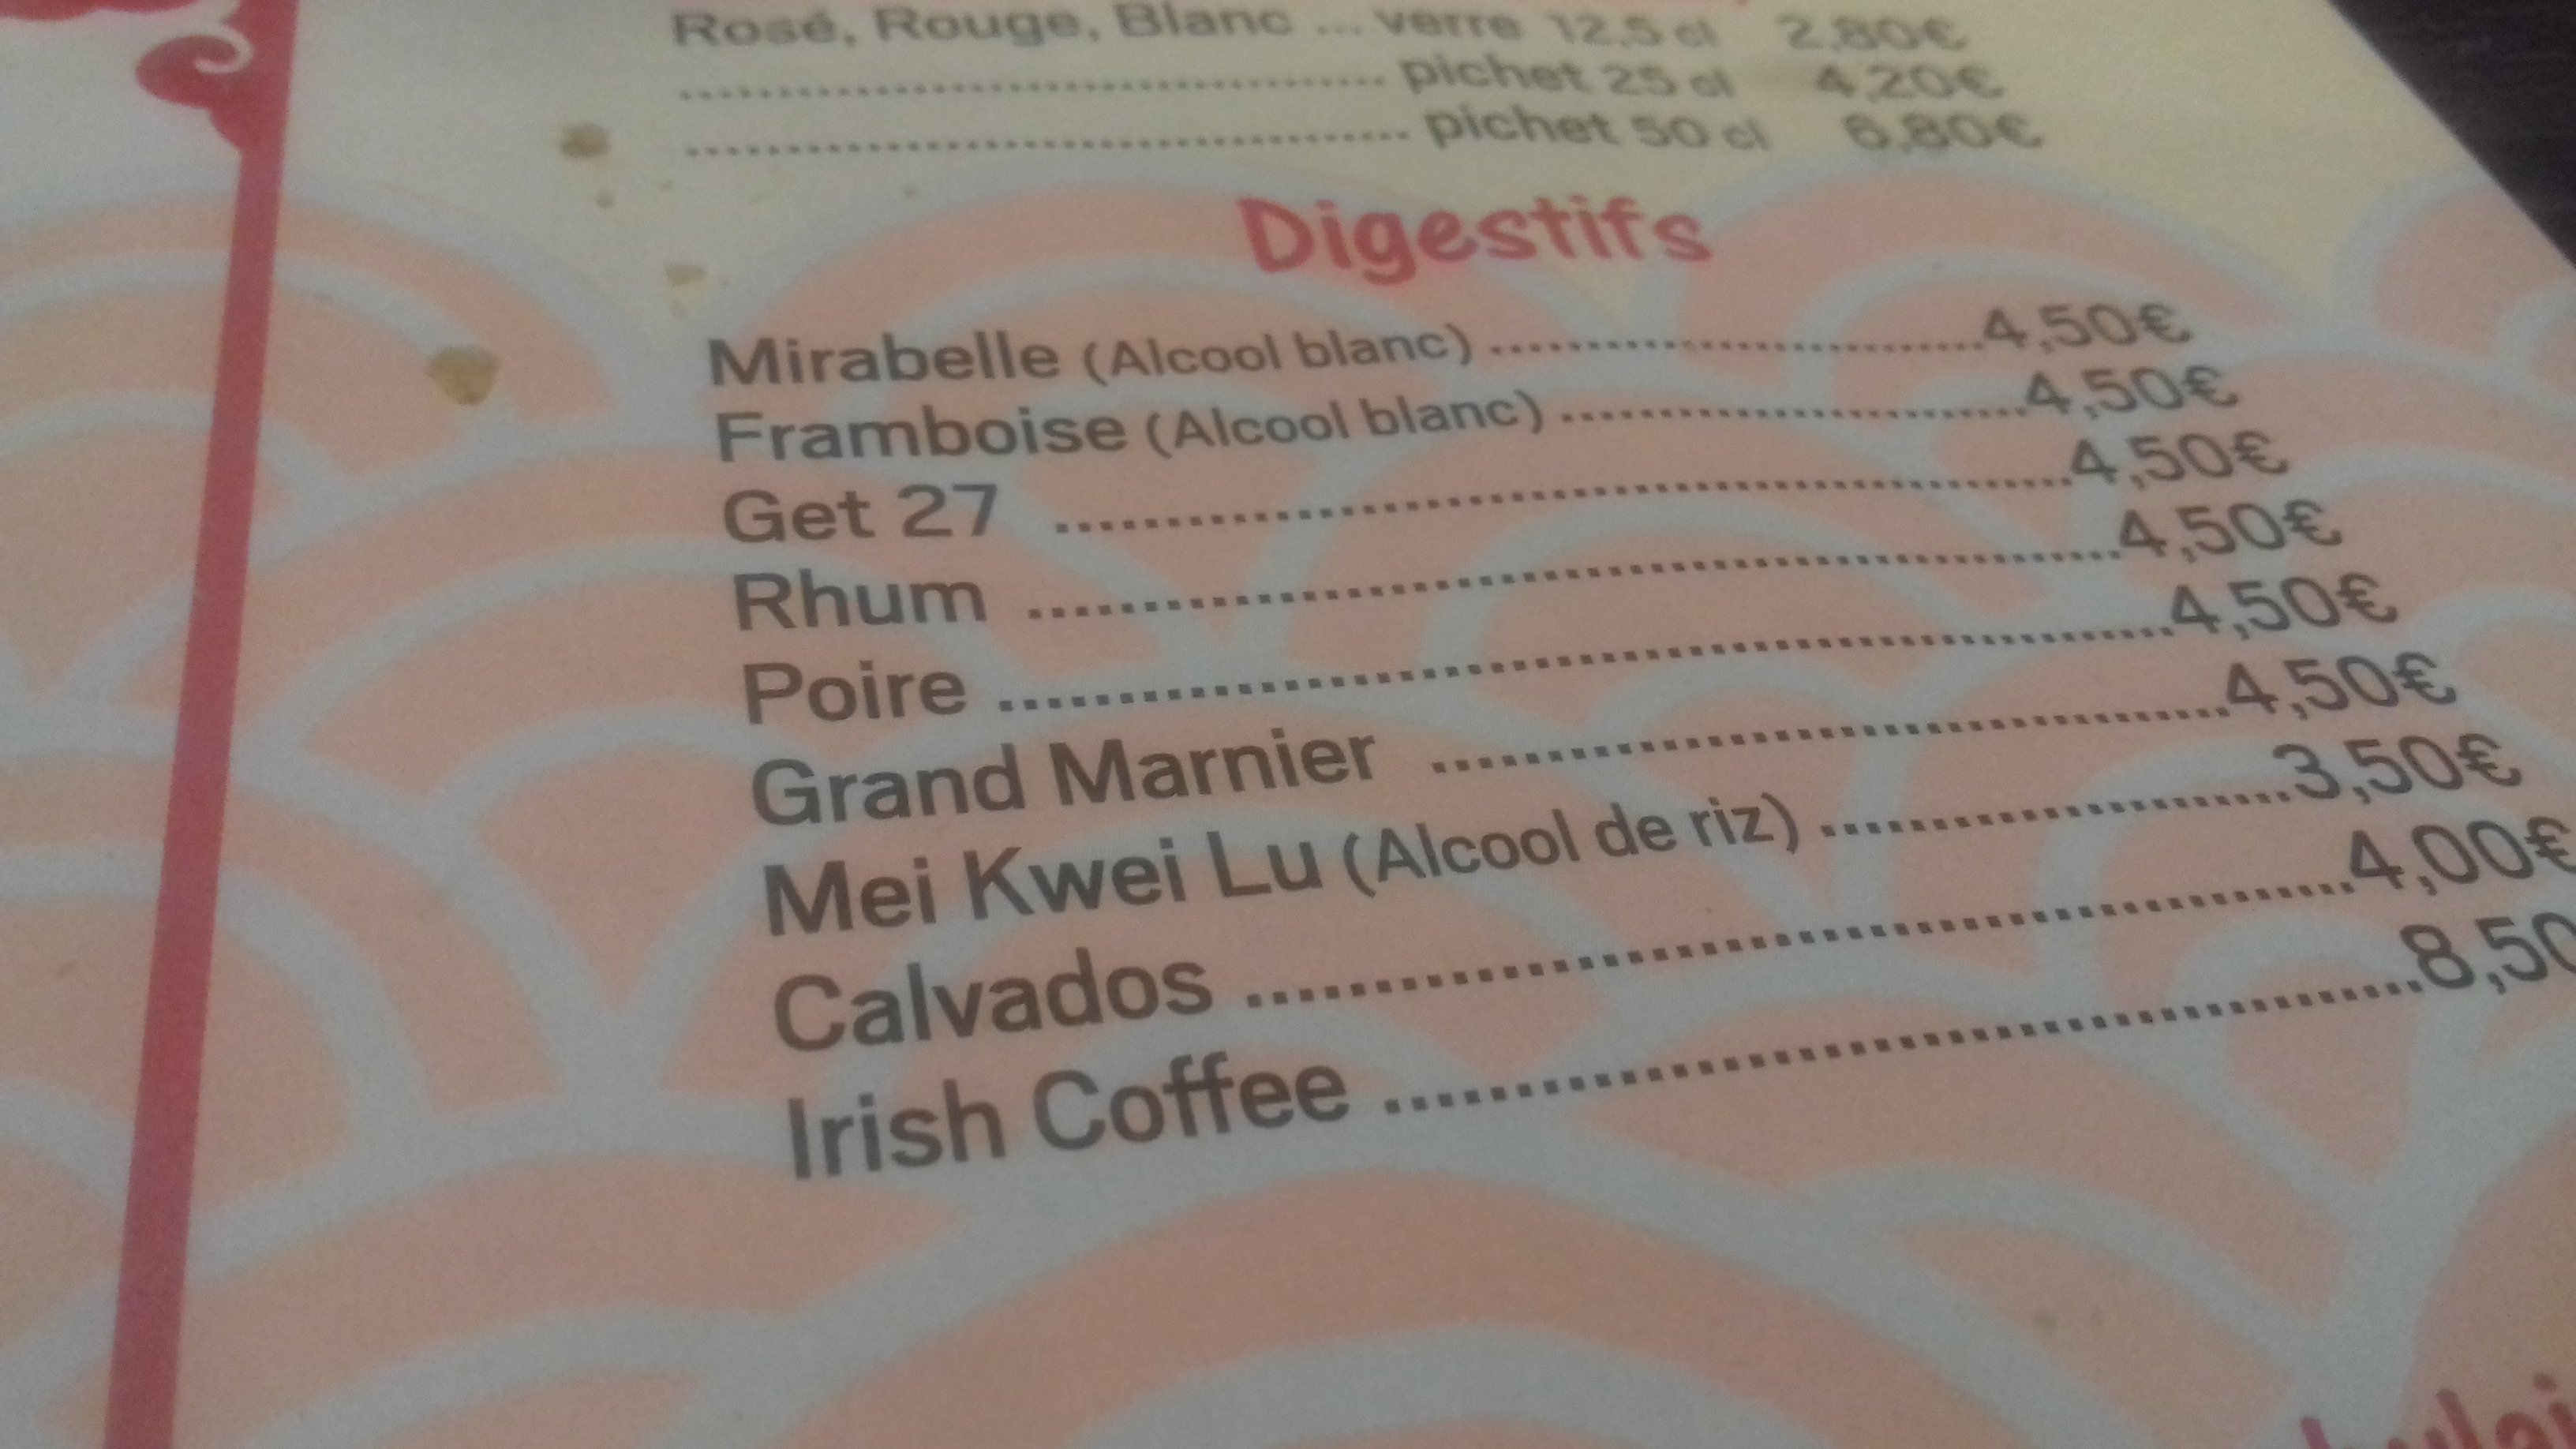 Rosé, Rouge, Blanc ... verre 12,5 cl 2,80€
.......................................... pichet 25 cl 4,20€
.......................................... pichet 50 cl 6,80€
Digestifs
Mirabelle (Alcool blanc) ..............................4,50€
Framboise (Alcool blanc) ............................4,50€
Get 27 ............................................................4,50€
Rhum ..............................................................4,50€
Poire ................................................................4,50€
Grand Marnier .............................................4,50€
Mei Kwei Lu (Alcool de riz) .........................3,50€
Calvados .......................................................4,00€
Irish Coffee ..................................................8,50